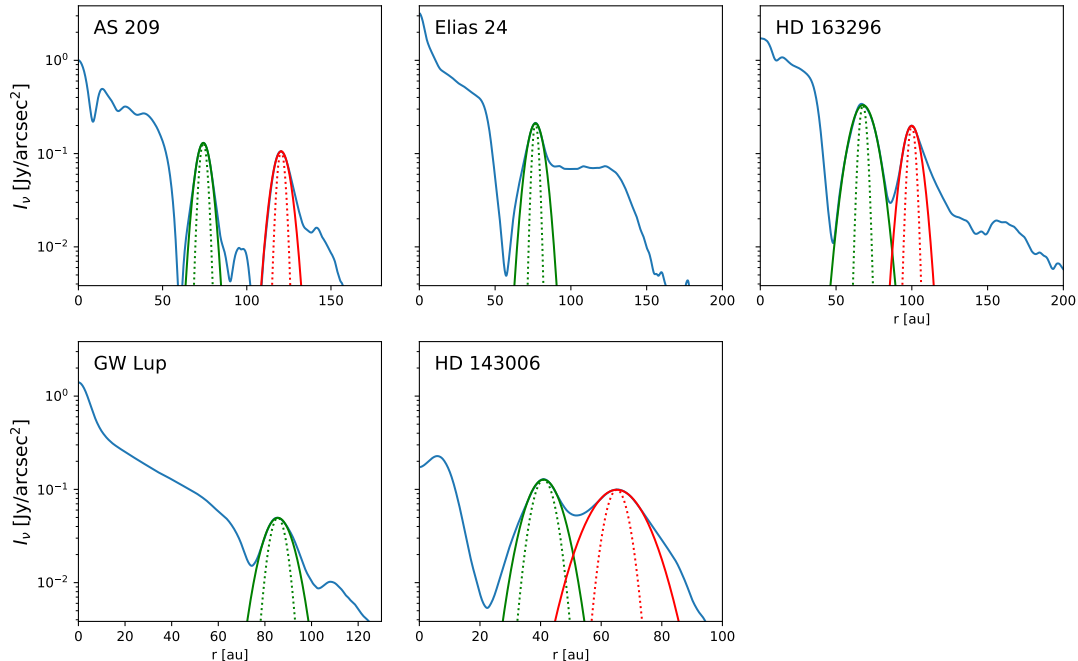 AS 209
Elias 24
HD 163296
I_ν [Jy/arcsec²]
10⁰
10⁻¹
10⁻²
0 50 100 150
0 50 100 150 200
0 50 100 150 200
r [au]
GW Lup
HD 143006
I_ν [Jy/arcsec²]
10⁰
10⁻¹
10⁻²
0 20 40 60 80 100 120
0 20 40 60 80 100
r [au]
r [au]